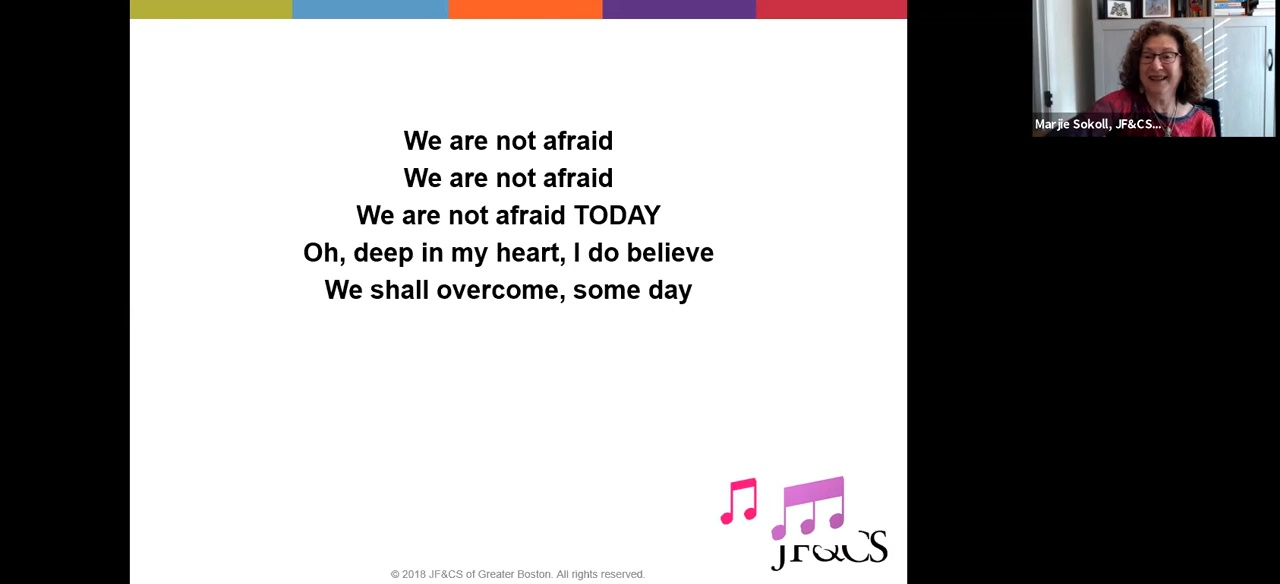 We are not afraid
We are not afraid
We are not afraid TODAY
Oh, deep in my heart, I do believe
We shall overcome, some day
Marjie Sokoll, JF&CS...
JF&CS
© 2018 JF&CS of Greater Boston. All rights reserved.